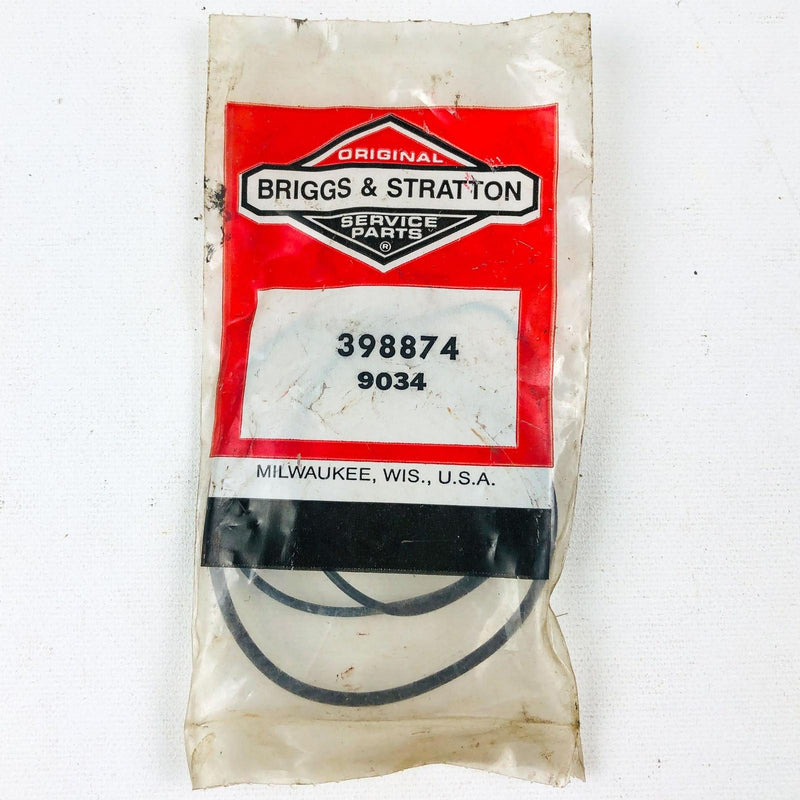 ORIGINAL
BRIGGS & STRATTON
SERVICE
PARTS
®
398874
9034
MILWAUKEE, WIS., U.S.A.